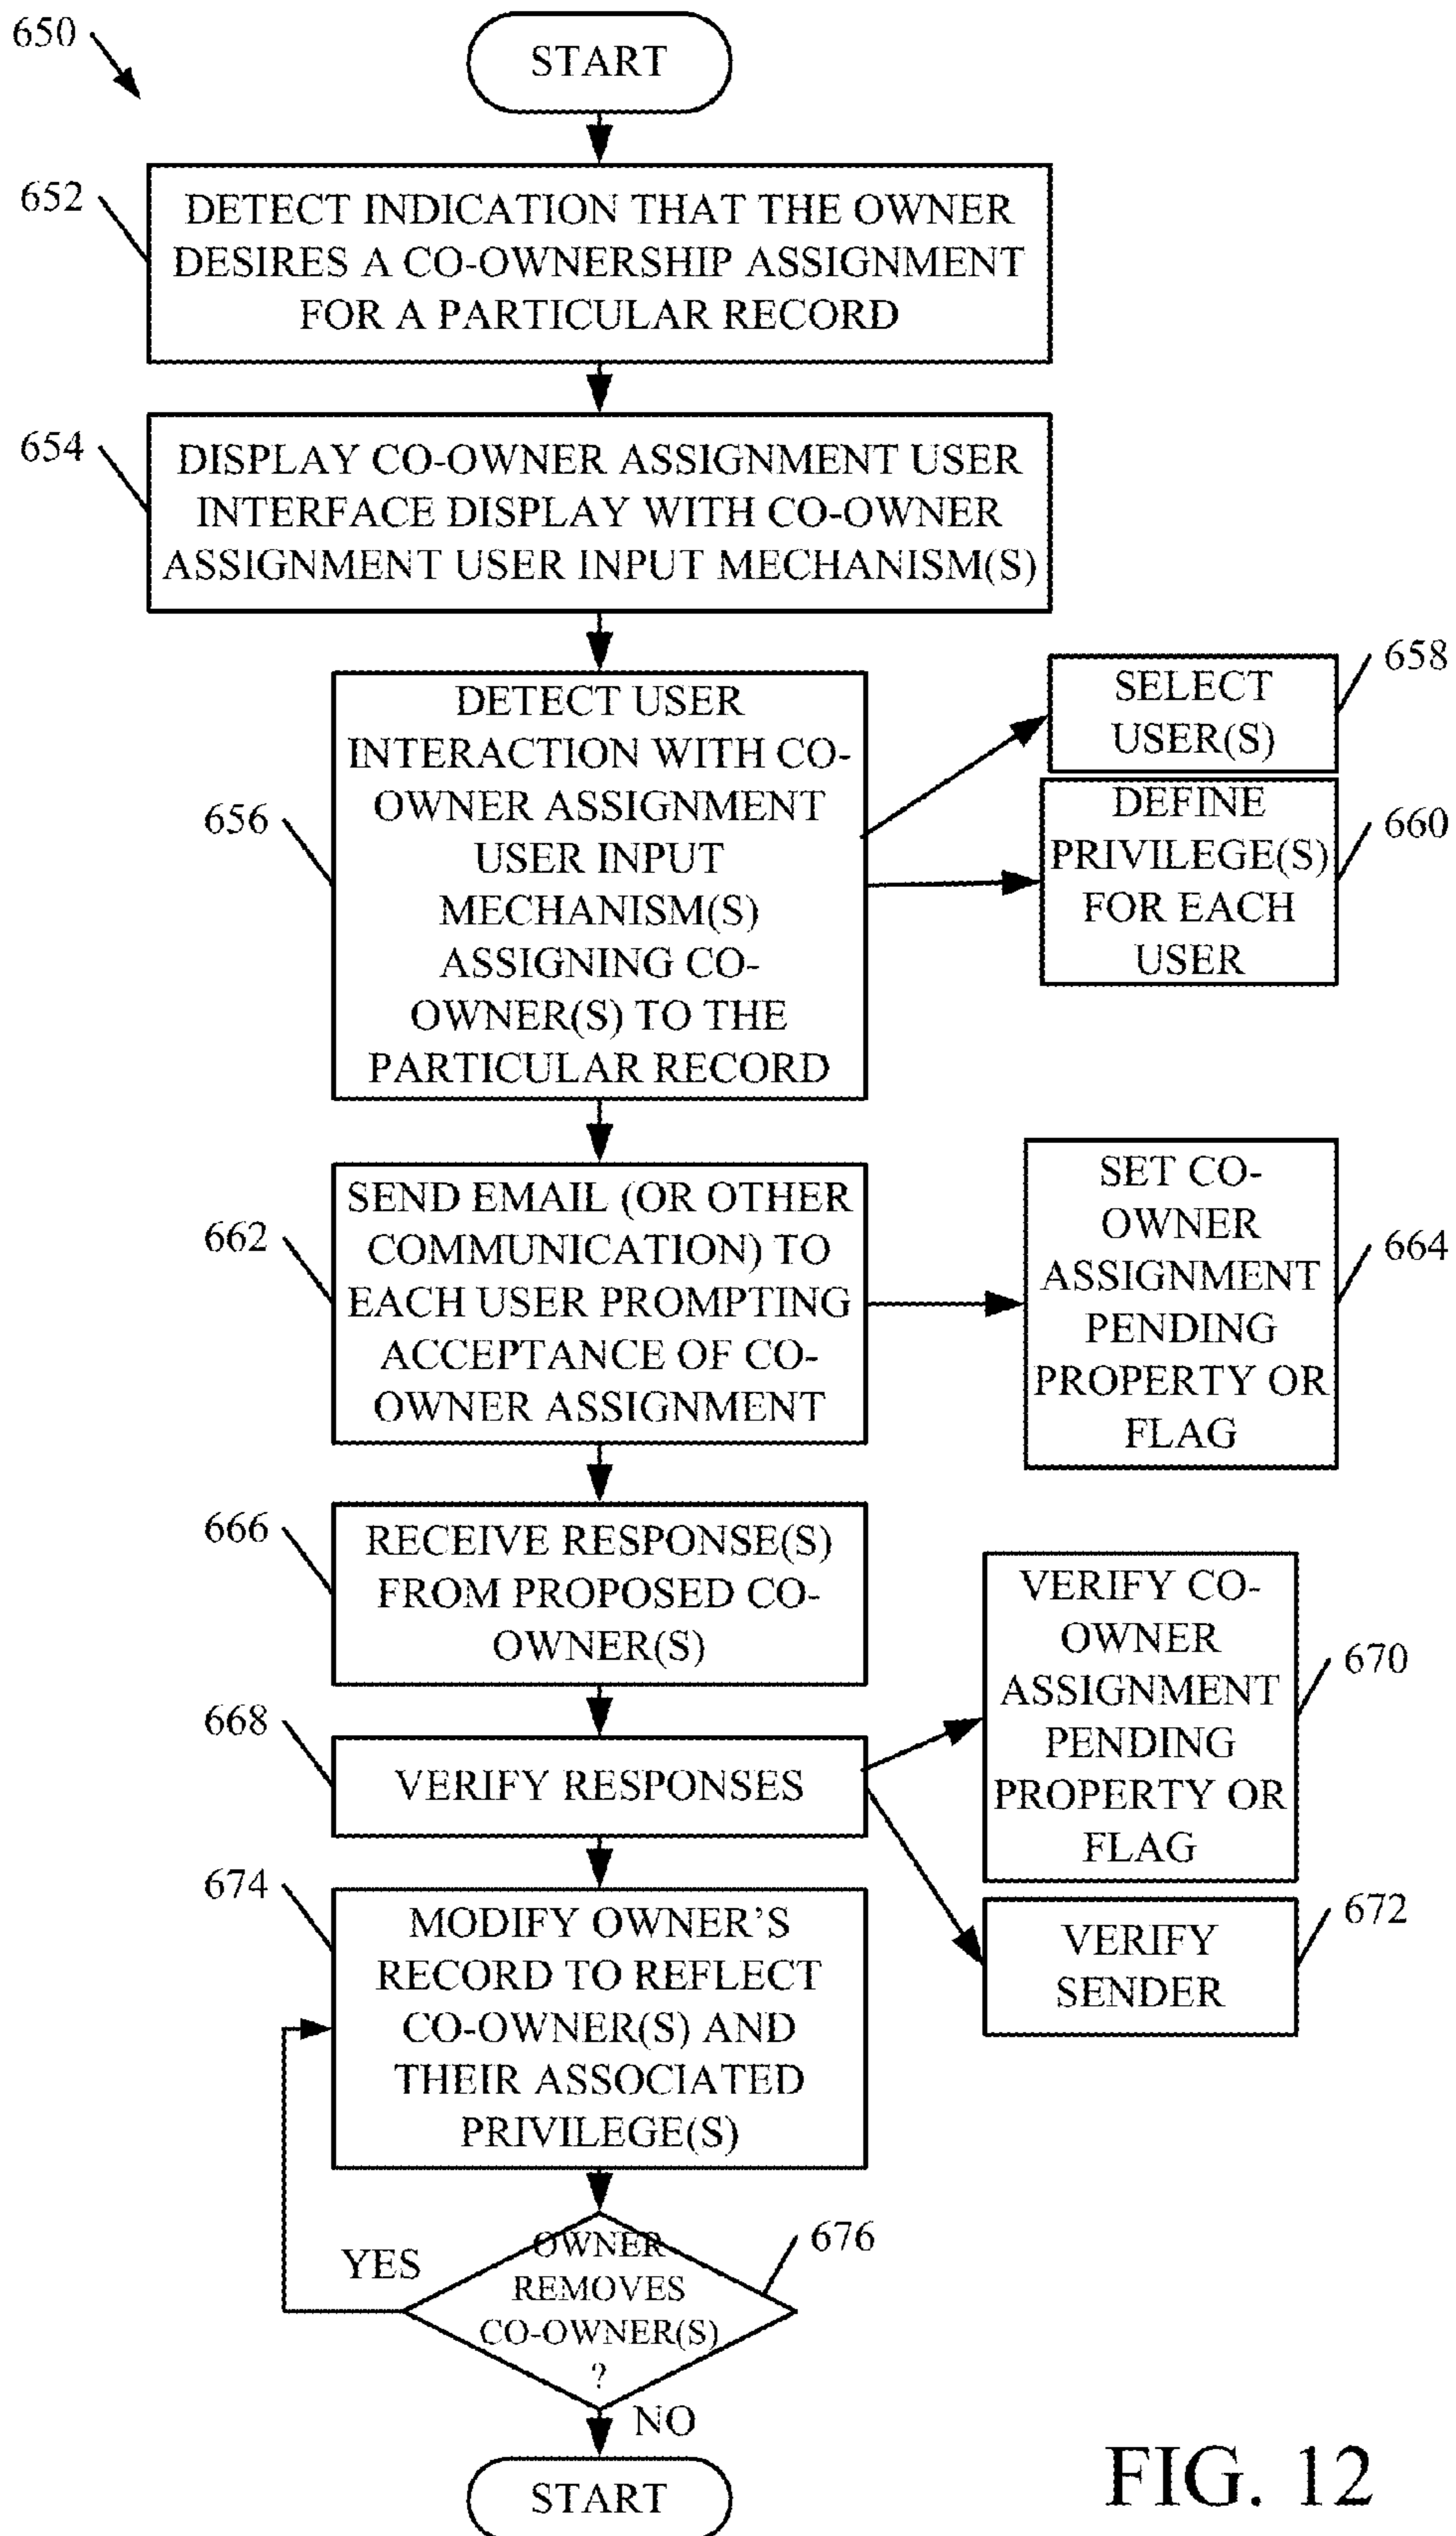 650
START
652
DETECT INDICATION THAT THE OWNER
DESIRES A CO-OWNERSHIP ASSIGNMENT
FOR A PARTICULAR RECORD
654
DISPLAY CO-OWNER ASSIGNMENT USER
INTERFACE DISPLAY WITH CO-OWNER
ASSIGNMENT USER INPUT MECHANISM(S)
656
DETECT USER
INTERACTION WITH CO-
OWNER ASSIGNMENT
USER INPUT
MECHANISM(S)
ASSIGNING CO-
OWNER(S) TO THE
PARTICULAR RECORD
658
SELECT
USER(S)
660
DEFINE
PRIVILEGE(S)
FOR EACH
USER
662
SEND EMAIL (OR OTHER
COMMUNICATION) TO
EACH USER PROMPTING
ACCEPTANCE OF CO-
OWNER ASSIGNMENT
664
SET CO-
OWNER
ASSIGNMENT
PENDING
PROPERTY OR
FLAG
666
RECEIVE RESPONSE(S)
FROM PROPOSED CO-
OWNER(S)
668
VERIFY RESPONSES
670
VERIFY CO-
OWNER
ASSIGNMENT
PENDING
PROPERTY OR
FLAG
672
VERIFY
SENDER
674
MODIFY OWNER'S
RECORD TO REFLECT
CO-OWNER(S) AND
THEIR ASSOCIATED
PRIVILEGE(S)
676
OWNER
REMOVES
CO-OWNER(S)
?
YES
NO
START
FIG. 12